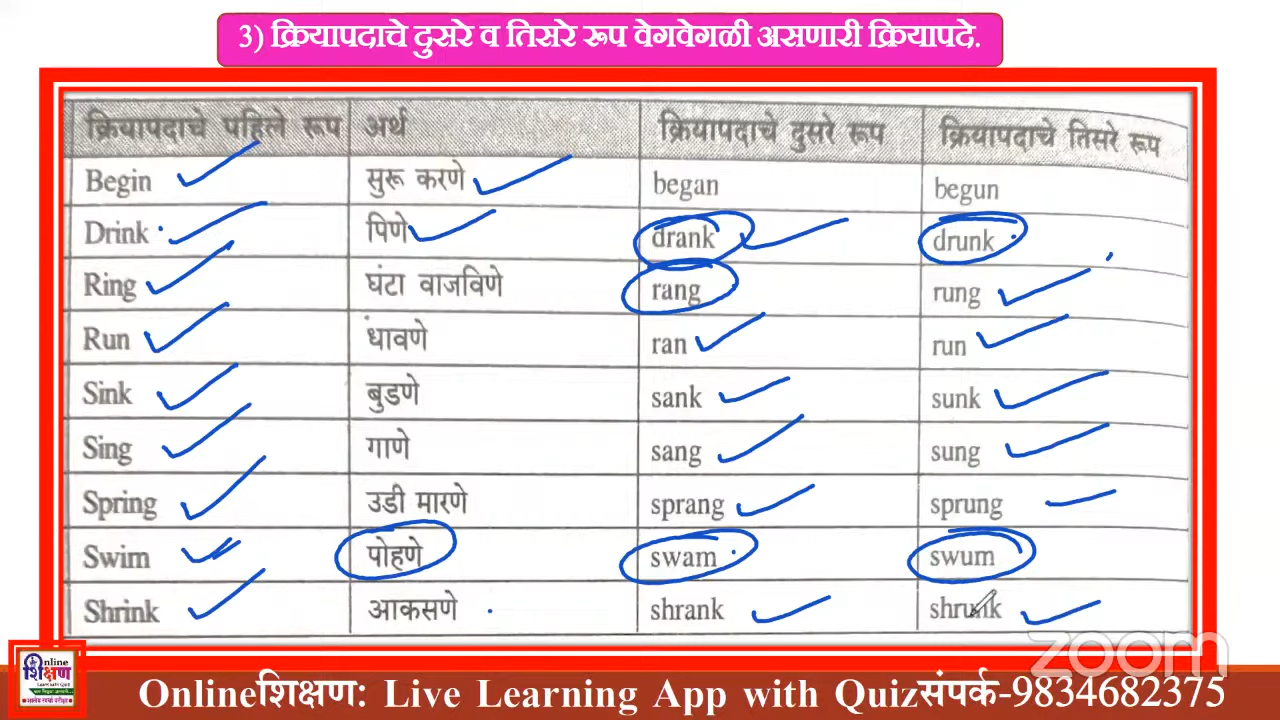 3) क्रियापदाचे दुसरे व तिसरे रूप वेगवेगळी असणारी क्रियापदे.
क्रियापदाचे पहिले रूप अर्थ क्रियापदाचे दुसरे रूप क्रियापदाचे तिसरे रूप
Begin सुरू करणे began begun
Drink पिणे drank drunk
Ring घंटा वाजविणे rang rung
Run धावणे ran run
Sink बुडणे sank sunk
Sing गाणे sang sung
Spring उडी मारणे sprang sprung
Swim पोहणे swam swum
Shrink आकसणे shrank shrunk
zoom
Online
शिक्षण
Onlineशिक्षण: Live Learning App with Quizसंपर्क-9834682375